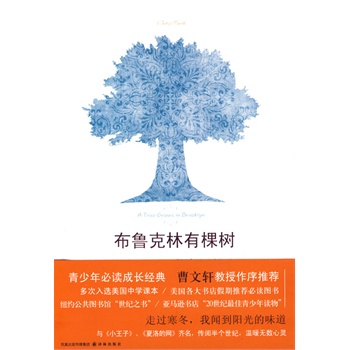 A Tree Grows in Brooklyn
布鲁克林有棵树
青少年必读成长经典 曹文轩教授作序推荐
多次入选美国中学课本 / 美国各大书店假期推荐必读图书
纽约公共图书馆“世纪之书” / 亚马逊书店“20世纪最佳青少年读物”
走过寒冬，我闻到阳光的味道
与《小王子》、《夏洛的网》齐名，传阅半个世纪，温暖无数心灵
译林出版社